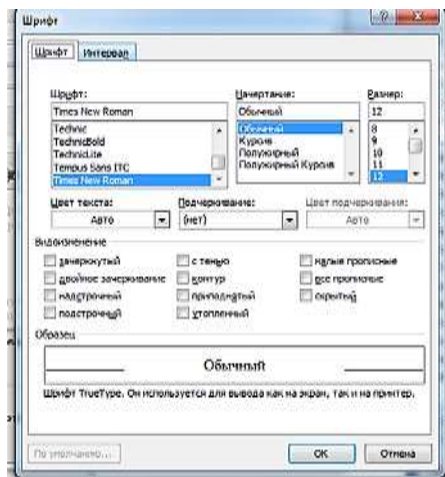 Шрифт
Шрифт Интервал
Шрифт: Начертание: Размер:
Times New Roman Обычный 12
Technic Обычный 8
TechnicBold Курсив 9
TechnicLite Полужирный 10
Tempus Sans ITC Полужирный Курсив 11
Times New Roman 12
Цвет текста: Подчеркивание: Цвет подчеркивания:
Авто (нет) Авто
Видоизменение
зачеркнутый с тенью малые прописные
двойное зачеркивание контур все прописные
надстрочный приподнятый скрытый
подстрочный утопленный
Образец
Обычный
Шрифт TrueType. Он используется для вывода как на экран, так и на принтер.
По умолчанию... ОК Отмена